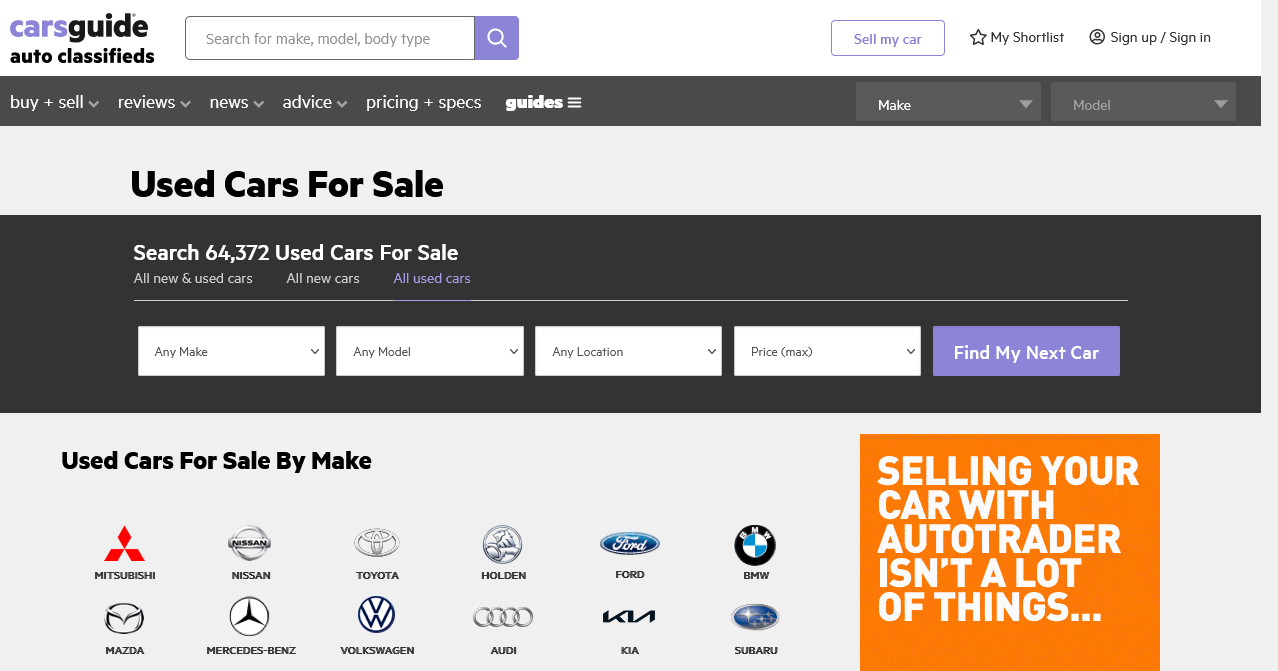 carsguide
auto classifieds
Search for make, model, body type
Sell my car
My Shortlist
Sign up / Sign in
buy + sell
reviews
news
advice
pricing + specs
guides
Make
Model
Used Cars For Sale
Search 64,372 Used Cars For Sale
All new & used cars
All new cars
All used cars
Any Make
Any Model
Any Location
Price (max)
Find My Next Car
Used Cars For Sale By Make
NISSAN
Ford
BMW
MITSUBISHI
NISSAN
TOYOTA
HOLDEN
FORD
BMW
MAZDA
MERCEDES-BENZ
VOLKSWAGEN
AUDI
KIA
SUBARU
SELLING YOUR
CAR WITH
AUTOTRADER
ISN'T A LOT
OF THINGS...